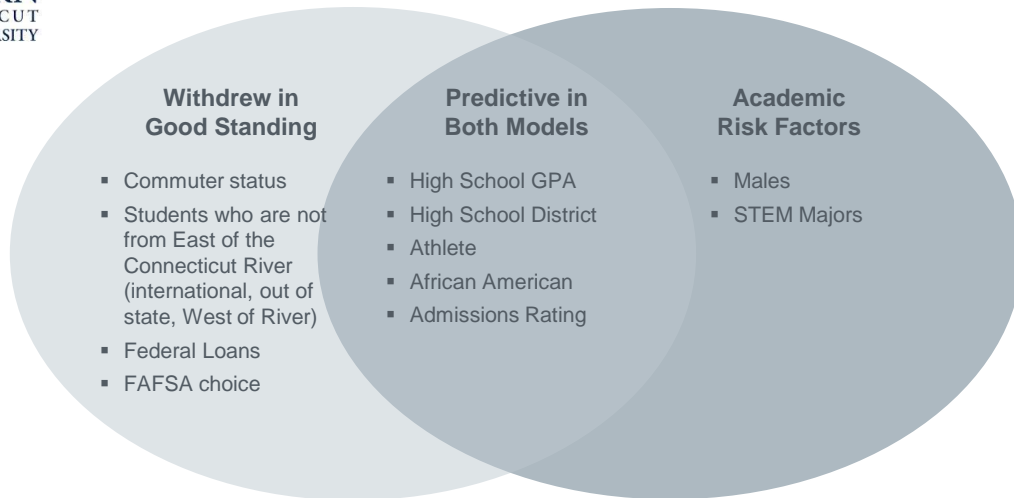 CUT
Withdrew in
Good Standing
▪ Commuter status
▪ Students who are not
from East of the
Connecticut River
(international, out of
state, West of River)
▪ Federal Loans
▪ FAFSA choice
Predictive in
Both Models
▪ High School GPA
▪ High School District
▪ Athlete
▪ African American
▪ Admissions Rating
Academic
Risk Factors
▪ Males
▪ STEM Majors